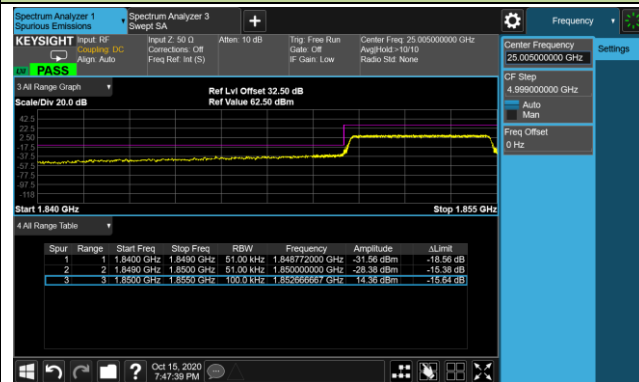 Spectrum Analyzer 1
Spurious Emissions
Spectrum Analyzer 3
Swept SA
Frequency
KEYSIGHT
Input: RF
Coupling: DC
Align: Auto
Input Z: 50 Ω
Corrections: Off
Freq Ref: Int (S)
Atten: 10 dB
Trig: Free Run
Gate: Off
IF Gain: Low
Center Freq: 25.005000000 GHz
Avg|Hold:>10/10
Radio Std: None
PASS
Center Frequency
25.005000000 GHz
Settings
CF Step
4.999000000 GHz
Auto
Man
Freq Offset
0 Hz
3 All Range Graph
Scale/Div 20.0 dB
Ref Lvl Offset 32.50 dB
Ref Value 62.50 dBm
42.5
22.5
2.50
-17.5
-37.5
-57.5
-77.5
-97.5
-118
Start 1.840 GHz
Stop 1.855 GHz
4 All Range Table
Spur Range Start Freq Stop Freq RBW Frequency Amplitude ΔLimit
1 1 1.8400 GHz 1.8490 GHz 51.00 kHz 1.848772000 GHz -31.56 dBm -18.56 dB
2 2 1.8490 GHz 1.8500 GHz 51.00 kHz 1.850000000 GHz -28.38 dBm -15.38 dB
3 3 1.8500 GHz 1.8550 GHz 100.0 kHz 1.852666667 GHz 14.36 dBm -15.64 dB
Oct 15, 2020
7:47:39 PM